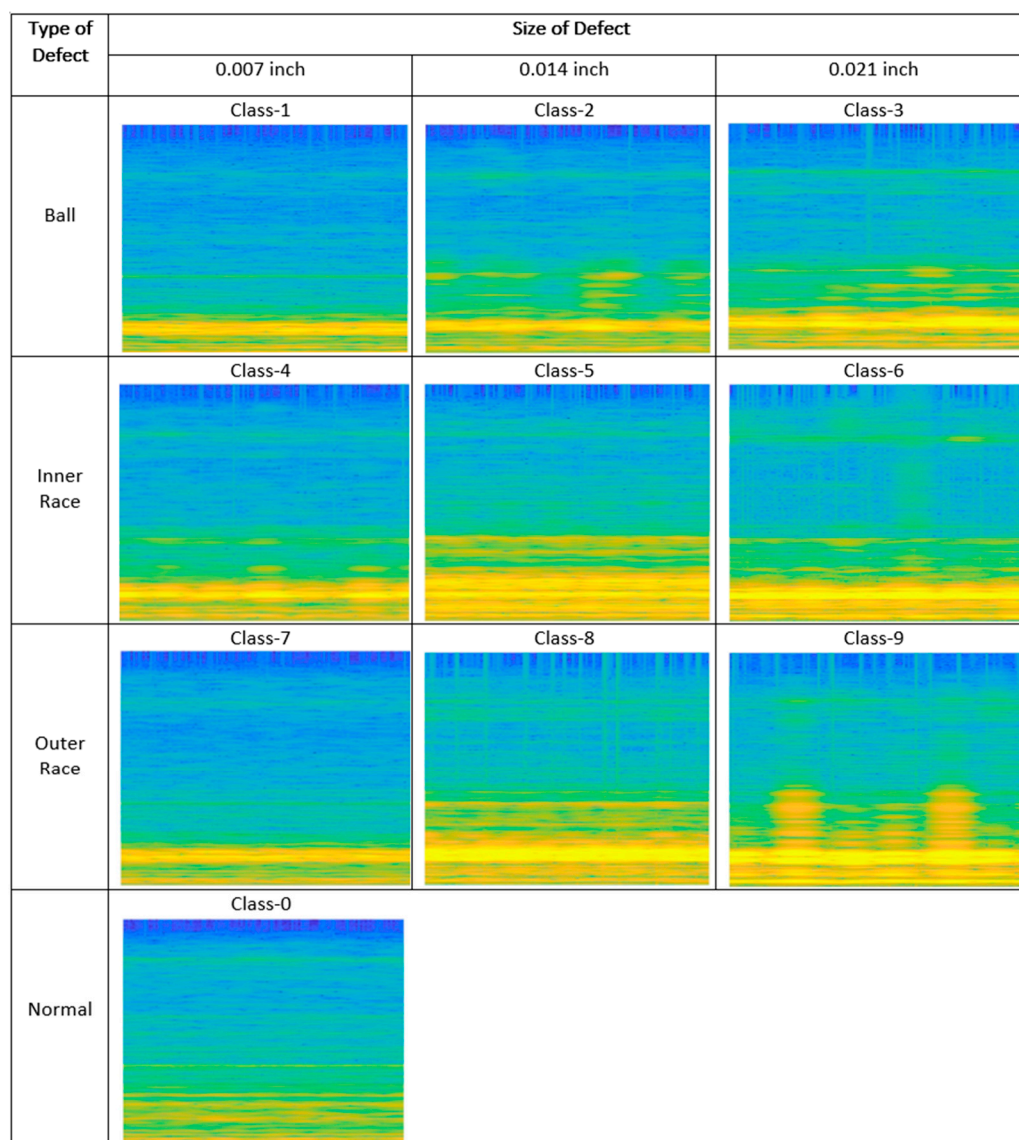 Type of
Defect
Size of Defect
0.007 inch
0.014 inch
0.021 inch
Ball
Class-1
Class-2
Class-3
Inner
Race
Class-4
Class-5
Class-6
Outer
Race
Class-7
Class-8
Class-9
Normal
Class-0